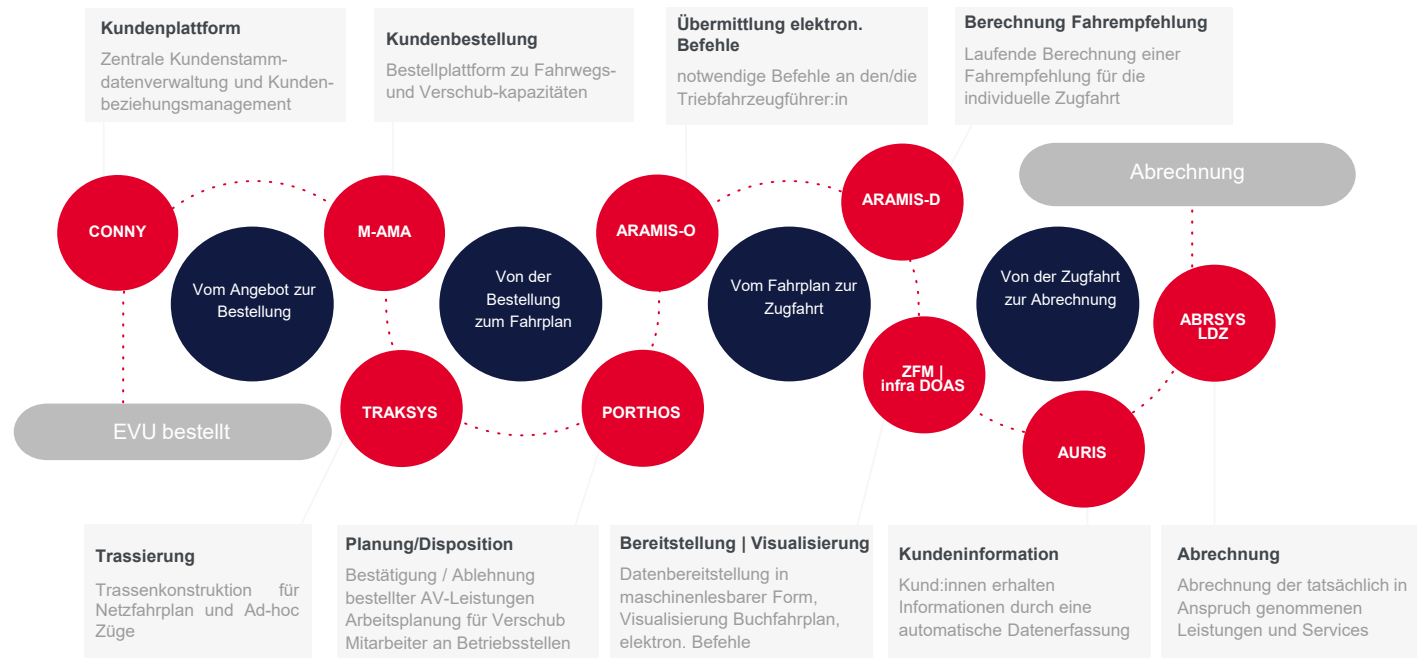 Kundenplattform
Zentrale Kundenstamm-
datenverwaltung und Kunden-
beziehungsmanagement
Kundenbestellung
Bestellplattform zu Fahrwegs-
und Verschub-kapazitäten
Übermittlung elektron.
Befehle
notwendige Befehle an den/die
Triebfahrzeugführer:in
Berechnung Fahrempfehlung
Laufende Berechnung einer
Fahrempfehlung für die
individuelle Zugfahrt
Abrechnung
CONNY
M-AMA
ARAMIS-O
ARAMIS-D
Vom Angebot zur
Bestellung
Von der
Bestellung
zum Fahrplan
Vom Fahrplan zur
Zugfahrt
Von der Zugfahrt
zur Abrechnung
ABRSYS
LDZ
EVU bestellt
TRAKSYS
PORTHOS
ZFM |
infra DOAS
AURIS
Trassierung
Trassenkonstruktion für
Netzfahrplan und Ad-hoc
Züge
Planung/Disposition
Bestätigung / Ablehnung
bestellter AV-Leistungen
Arbeitsplanung für Verschub
Mitarbeiter an Betriebsstellen
Bereitstellung | Visualisierung
Datenbereitstellung in
maschinenlesbarer Form,
Visualisierung Buchfahrplan,
elektron. Befehle
Kundeninformation
Kund:innen erhalten
Informationen durch eine
automatische Datenerfassung
Abrechnung
Abrechnung der tatsächlich in
Anspruch genommenen
Leistungen und Services